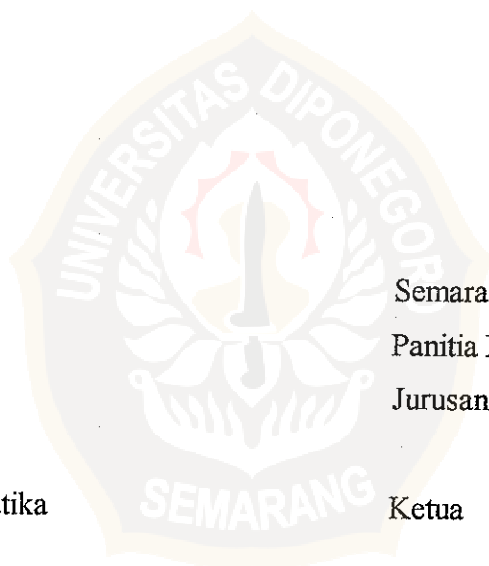 UNIVERSITAS DIPONEGORO
Semara
Panitia
Jurusan
tika
SEMARANG
Ketua